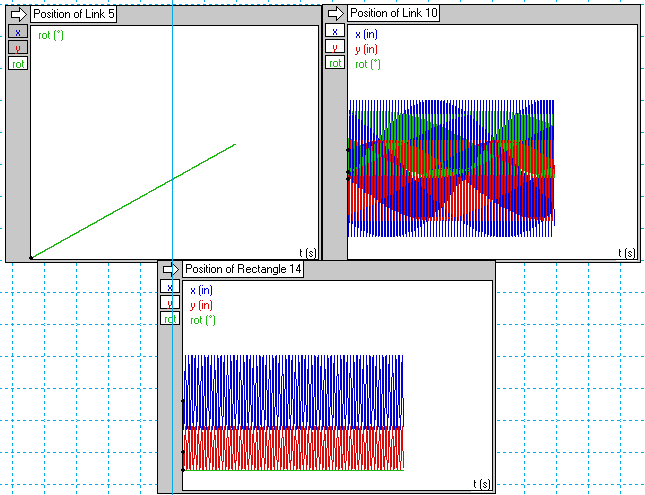 Position of Link 5
x
y
rot
rot (°)
t (s)
Position of Link 10
x
y
rot
x (in)
y (in)
rot (°)
t (s)
Position of Rectangle 14
x
y
rot
x (in)
y (in)
rot (°)
t (s)